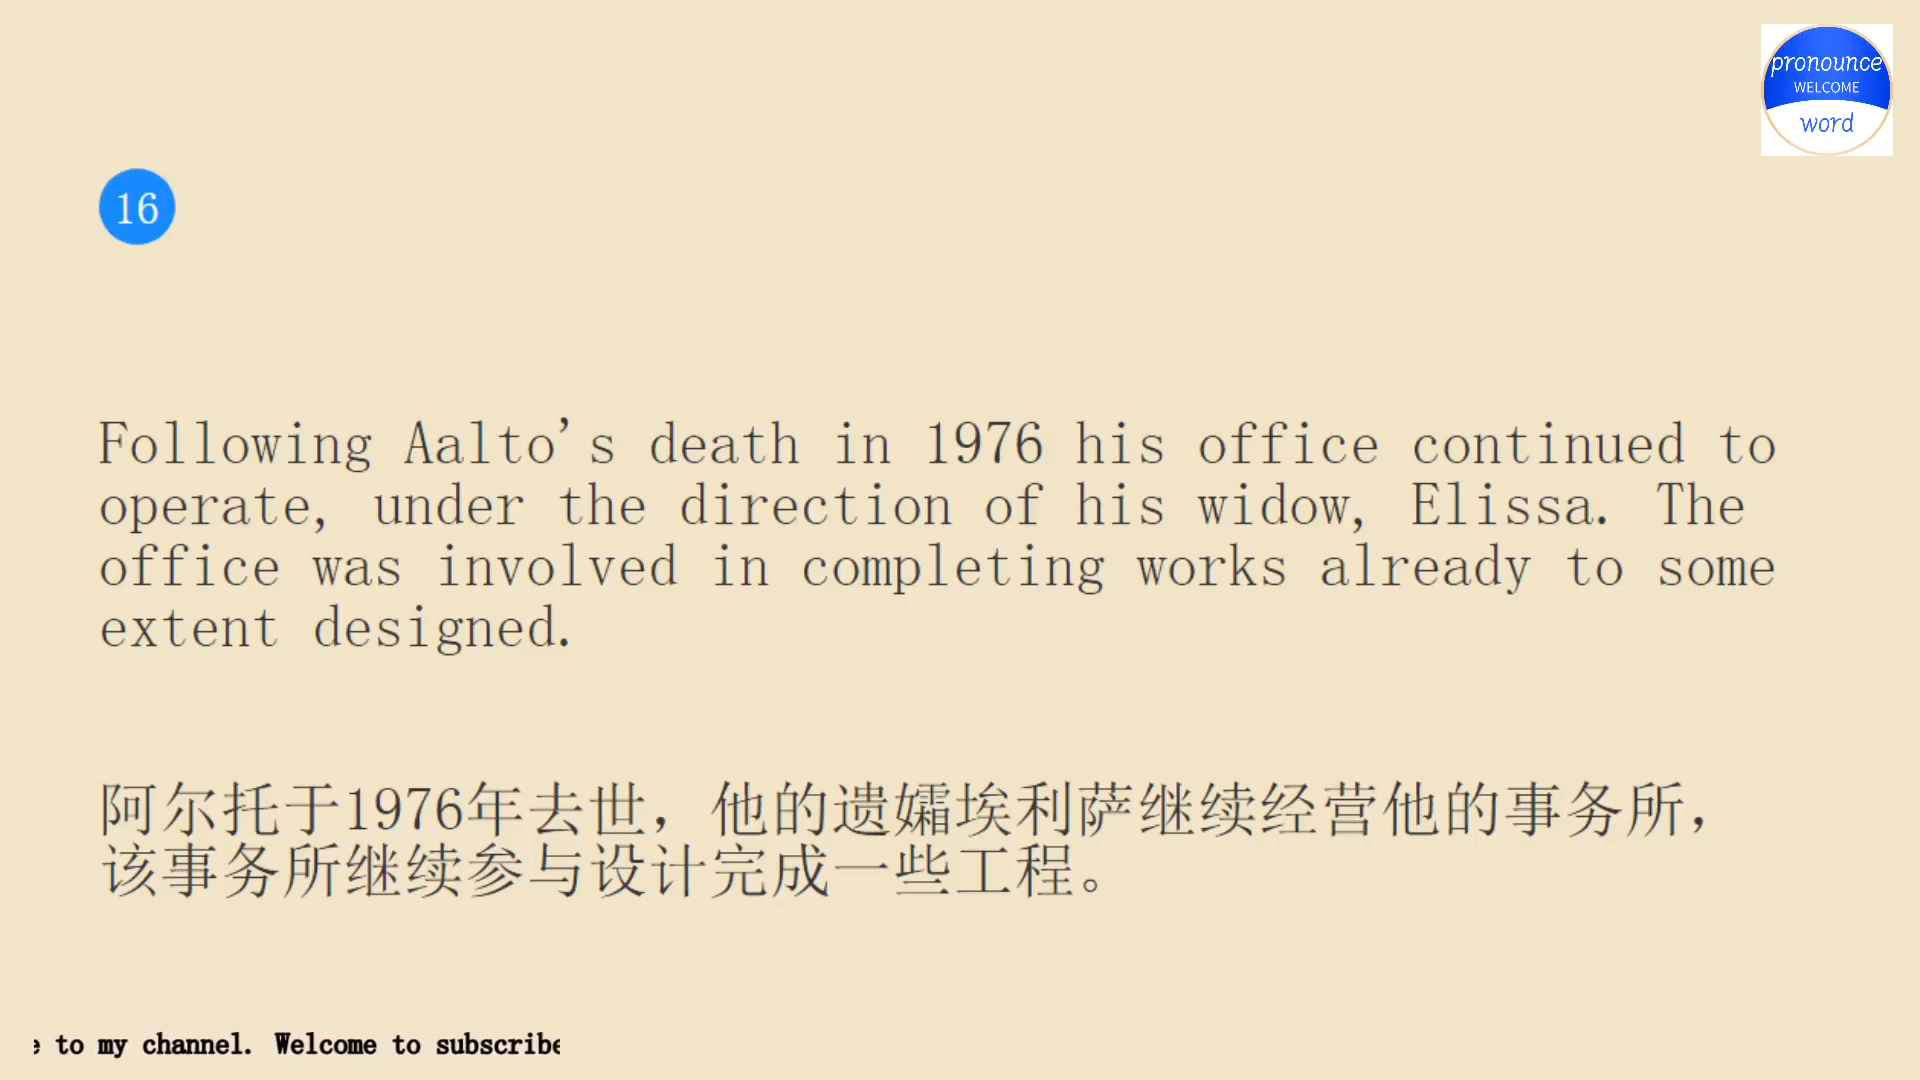 pronounce
WELCOME
word
16
Following Aalto's death in 1976 his office continued to
operate, under the direction of his widow, Elissa. The
office was involved in completing works already to some
extent designed.
阿尔托于1976年去世，他的遗孀埃利萨继续经营他的事务所，
该事务所继续参与设计完成一些工程。
to my channel. Welcome to subscribe